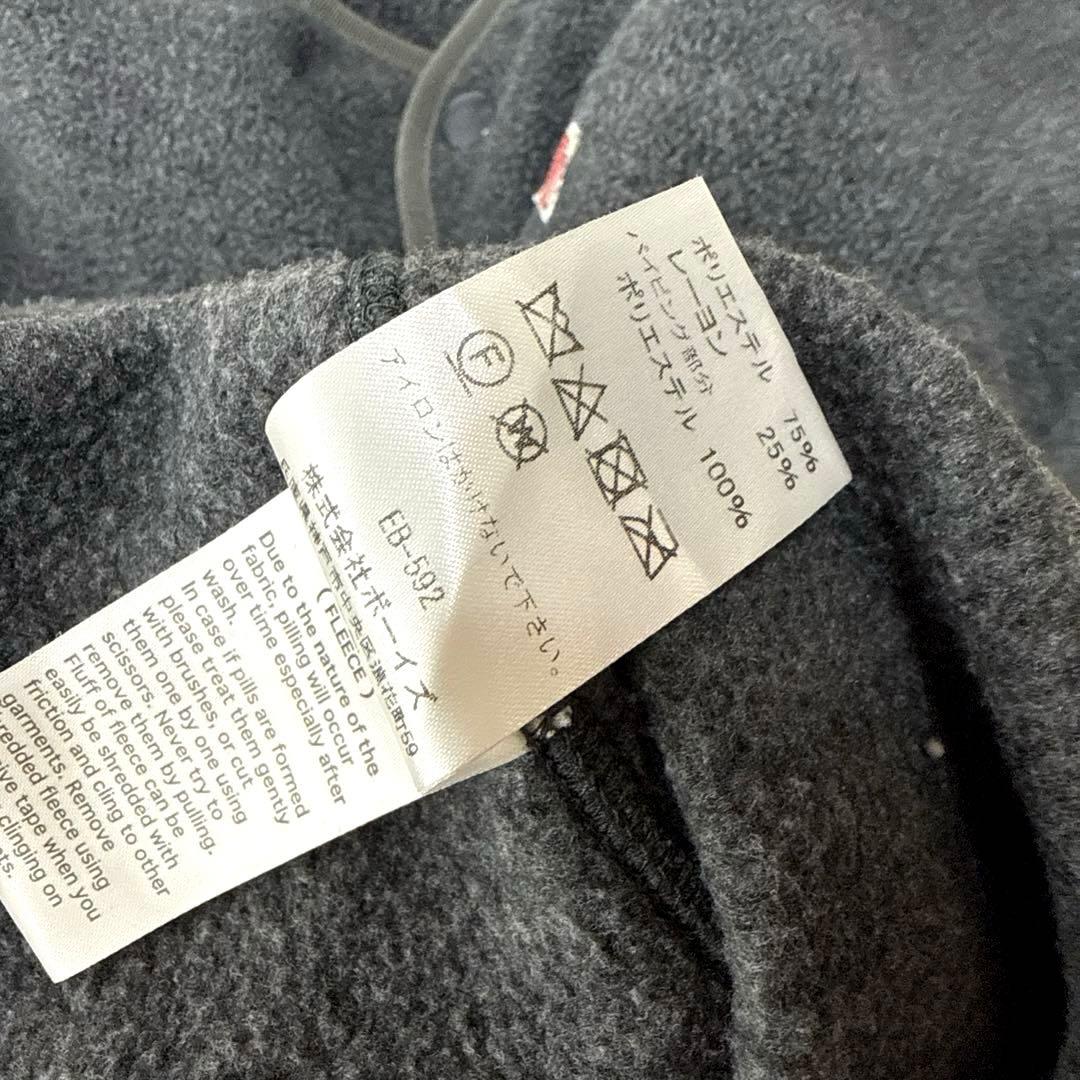 ポリエステル 75%
レーヨン 25%
パイピング部分
ポリエステル 100%
F
W
アイロンはかけないで下さい。
EB-592
株式会社ボーイズ
( FLEECE )
Due to the nature of the
fabric, pilling will occur
over time especially after
wash.
In case if pills are formed
please treat them gently
with brushes, or cut
them one by one using
scissors. Never try to
remove them by pulling.
Fluff of fleece can be
easily be shredded with
friction and cling to other
garments. Remove
redded fleece using
ive tape when you
clinging on
ts.